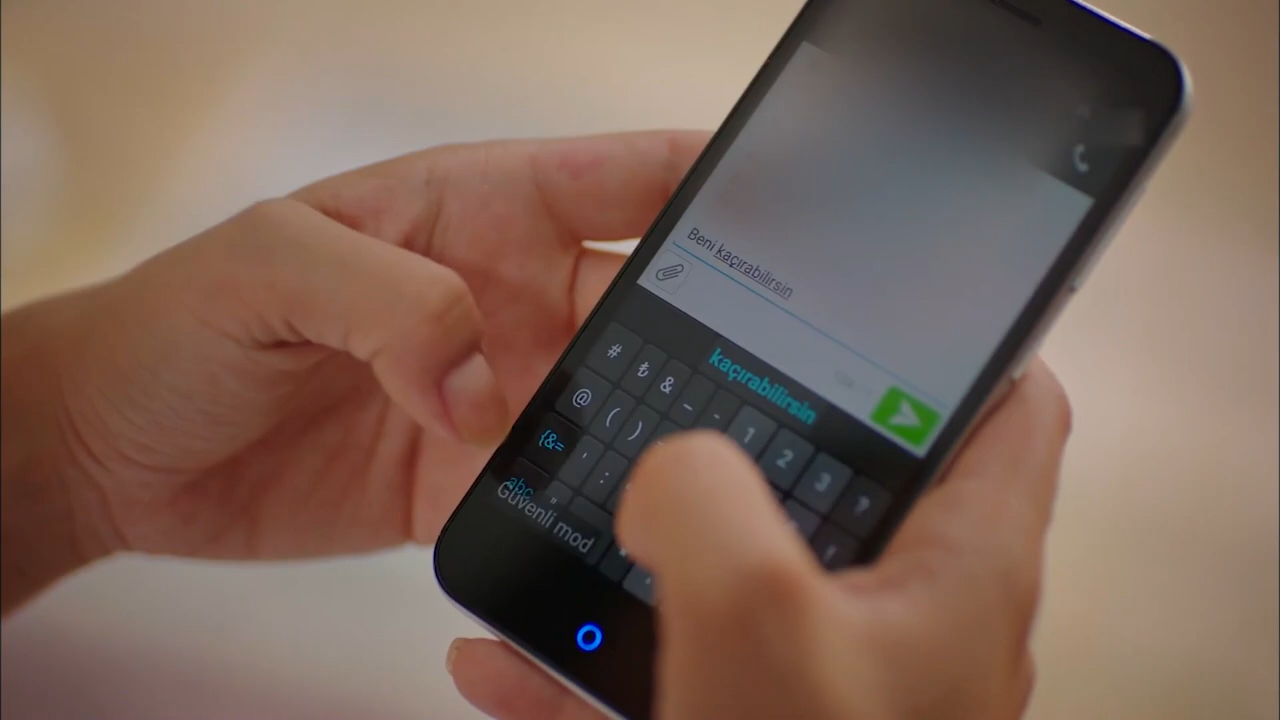 Beni kaçırabilirsin
kaçırabilirsin
# ₺ & _ - 1 2 3 ?
@ ( ) !
{&= ' :
abc "
Güvenli mod